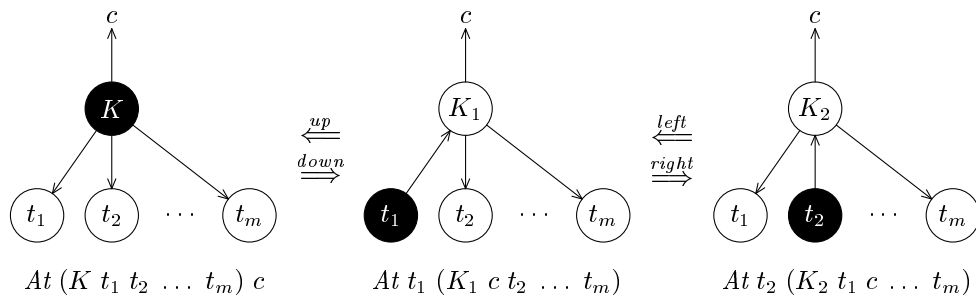 c c c
K up K₁ left K₂
down right
t₁ t₂ ⋯ tₘ t₁ t₂ ⋯ tₘ t₁ t₂ ⋯ tₘ
At (K t₁ t₂ … tₘ) c At t₁ (K₁ c t₂ … tₘ) At t₂ (K₂ t₁ c … tₘ)